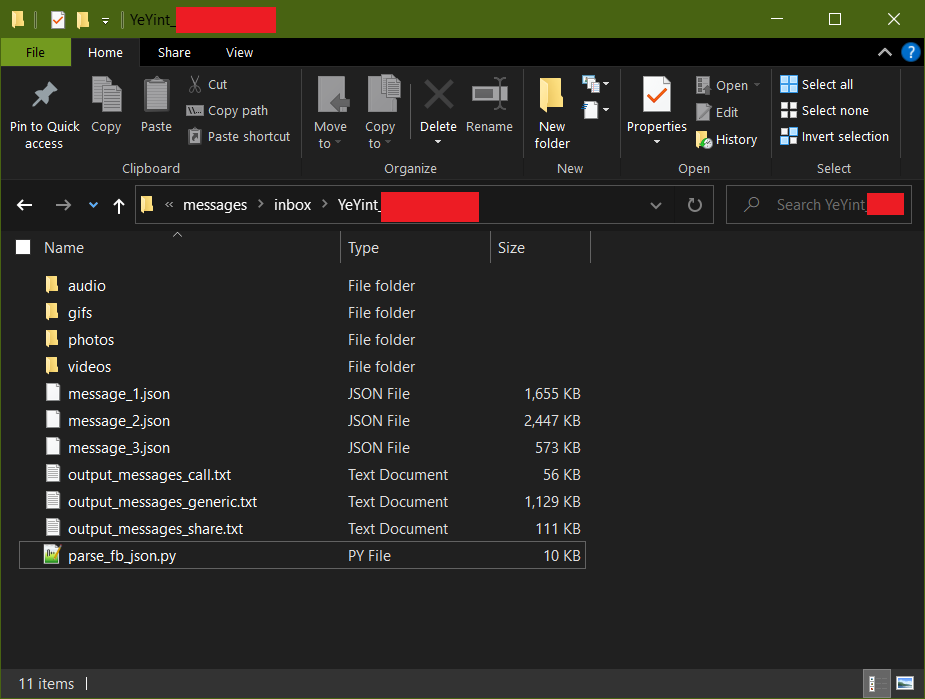 YeYint_
File Home Share View
Pin to Quick access
Copy
Paste
Cut
Copy path
Paste shortcut
Clipboard
Move to
Copy to
Delete
Rename
Organize
New folder
New
Properties
Open
Edit
History
Open
Select all
Select none
Invert selection
Select
« messages > inbox > YeYint_
Search YeYint_
Name Type Size
audio File folder
gifs File folder
photos File folder
videos File folder
message_1.json JSON File 1,655 KB
message_2.json JSON File 2,447 KB
message_3.json JSON File 573 KB
output_messages_call.txt Text Document 56 KB
output_messages_generic.txt Text Document 1,129 KB
output_messages_share.txt Text Document 111 KB
parse_fb_json.py PY File 10 KB
11 items